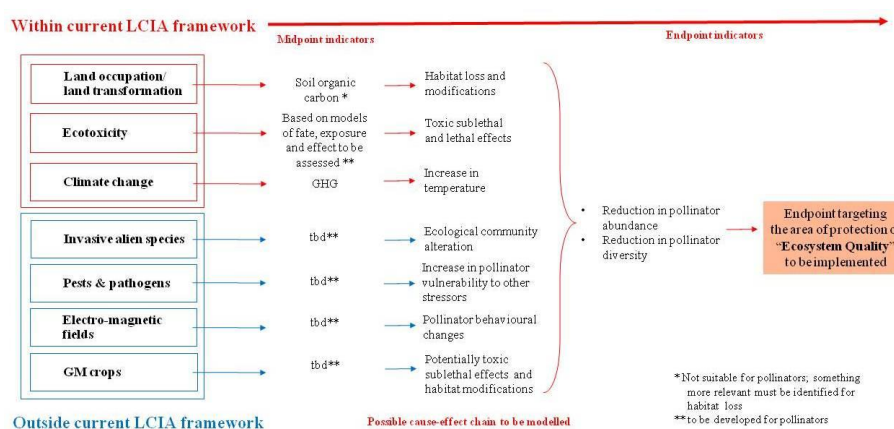 Within current LCIA framework
Midpoint indicators
Endpoint indicators
Land occupation/
land transformation
Soil organic
carbon *
Habitat loss and
modifications
Ecotoxicity
Based on models
of fate, exposure
and effect to be
assessed **
Toxic sublethal
and lethal effects
Climate change
GHG
Increase in
temperature
Invasive alien species
tbd**
Ecological community
alteration
Pests & pathogens
tbd**
Increase in pollinator
vulnerability to other
stressors
Electro-magnetic
fields
tbd**
Pollinator behavioural
changes
GM crops
tbd**
Potentially toxic
sublethal effects and
habitat modifications
• Reduction in pollinator
abundance
• Reduction in pollinator
diversity
Endpoint targeting
the area of protection o
“Ecosystem Quality”
to be implemented
Outside current LCIA framework
Possible cause-effect chain to be modelled
* Not suitable for pollinators; something
more relevant must be identified for
habitat loss
** to be developed for pollinators